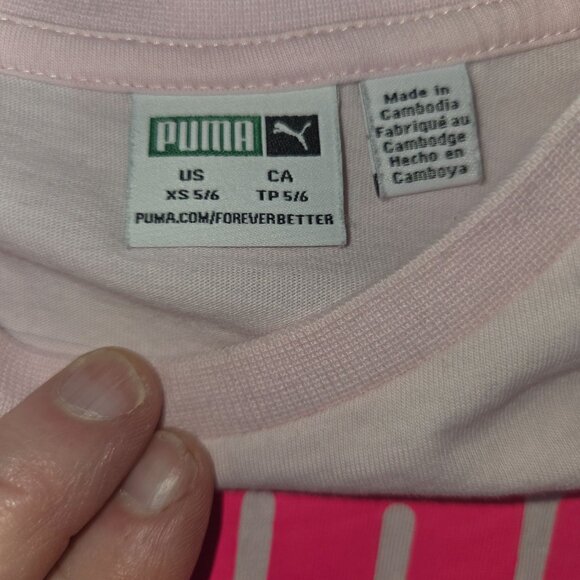 PUMA
US CA
XS 5/6 TP 5/6
PUMA.COM/FOREVERBETTER
Made in
Cambodia
Fabriqué au
Cambodge
Hecho en
Camboya